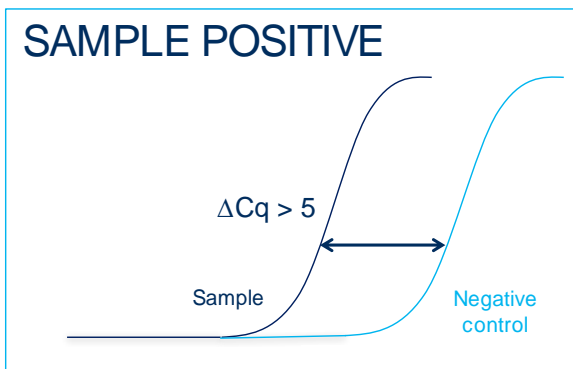 SAMPLE POSITIVE
ΔCq > 5
Sample
Negative
control